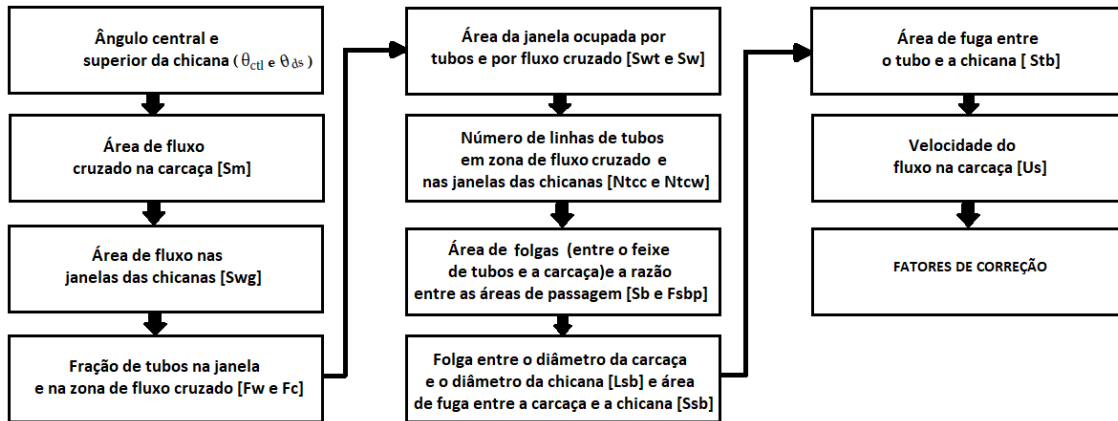 Ângulo central e
superior da chicana (θctl e θds)
Área de fluxo
cruzado na carcaça [Sm]
Área de fluxo nas
janelas das chicanas [Swg]
Fração de tubos na janela
e na zona de fluxo cruzado [Fw e Fc]
Área da janela ocupada por
tubos e por fluxo cruzado [Swt e Sw]
Número de linhas de tubos
em zona de fluxo cruzado e
nas janelas das chicanas [Ntcc e Ntcw]
Área de folgas (entre o feixe
de tubos e a carcaça)e a razão
entre as áreas de passagem [Sb e Fsbp]
Folga entre o diâmetro da carcaça
e o diâmetro da chicana [Lsb] e área
de fuga entre a carcaça e a chicana [Ssb]
Área de fuga entre
o tubo e a chicana [ Stb]
Velocidade do
fluxo na carcaça [Us]
FATORES DE CORREÇÃO